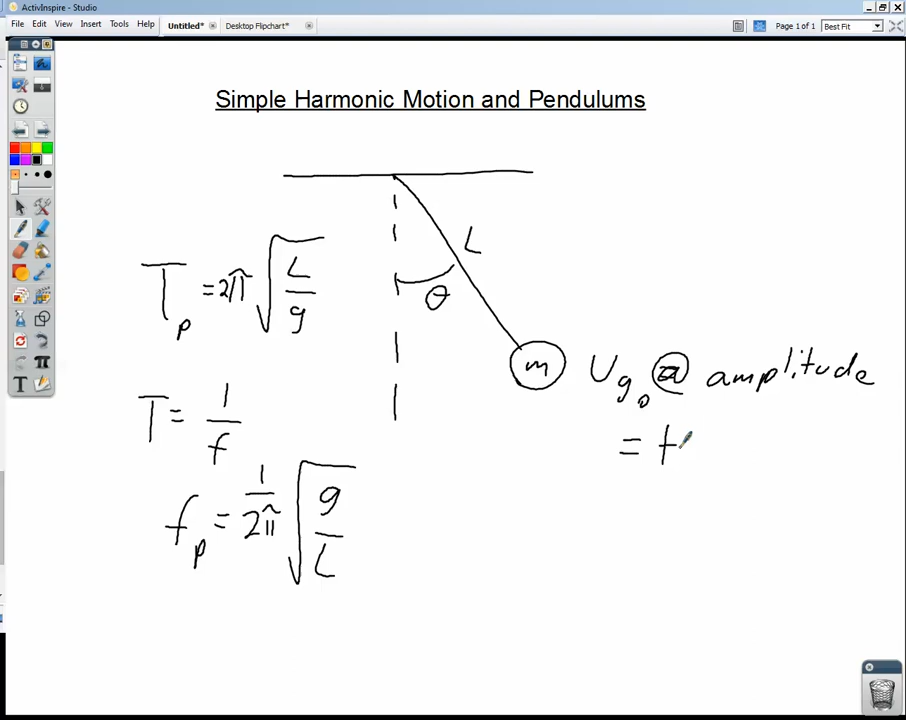 ActivInspire - Studio
File Edit View Insert Tools Help Untitled* Desktop Flipchart* Page 1 of 1 Best Fit
Simple Harmonic Motion and Pendulums
L
θ
T_p = 2π √(L/g)
m
U_g₀ @ amplitude
=
T = 1/f
f_p = 1/2π √(g/L)